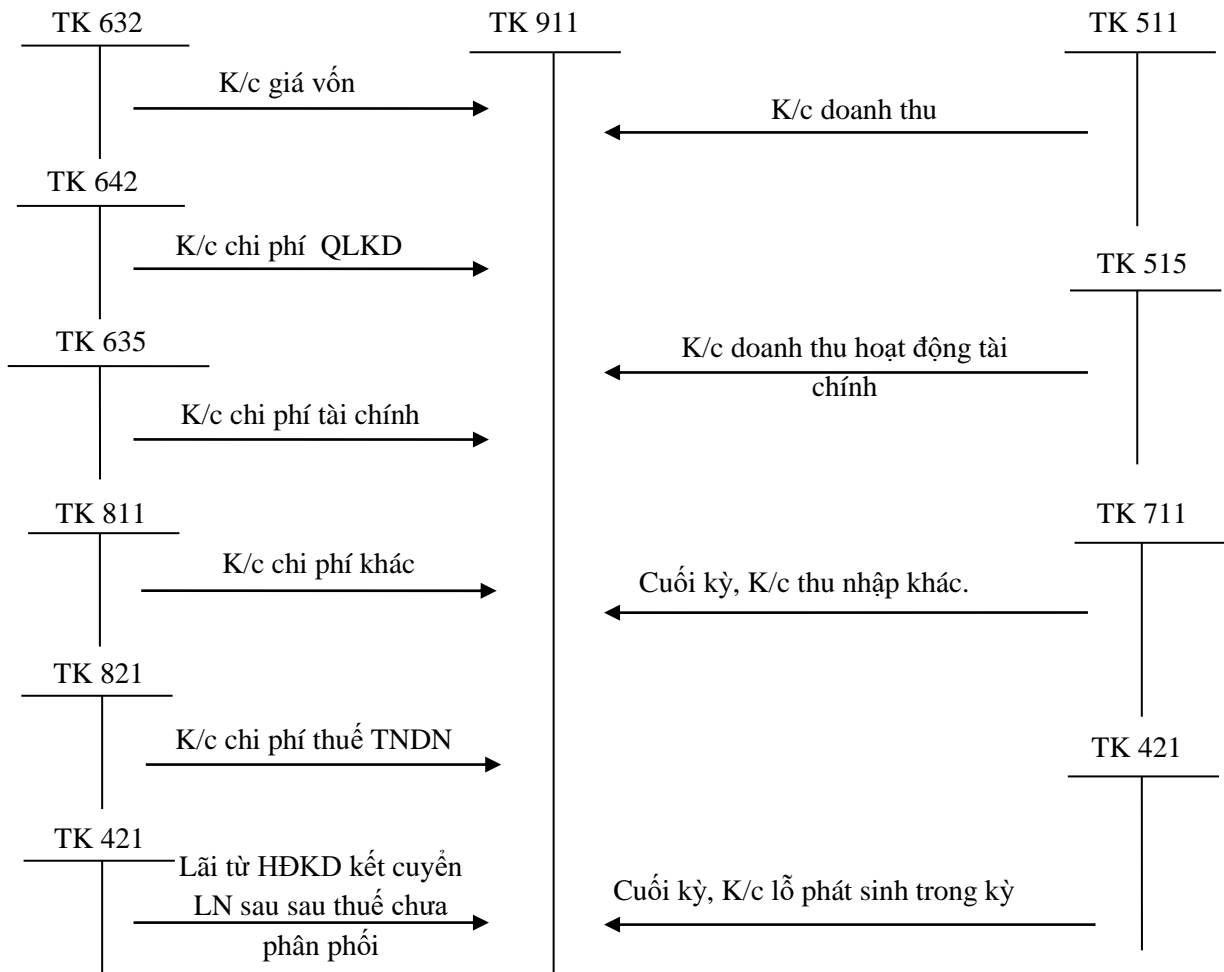 TK 632
TK 911
TK 511
K/c giá vốn
K/c doanh thu
TK 642
K/c chi phí QLKD
TK 515
TK 635
K/c doanh thu hoạt động tài
chính
K/c chi phí tài chính
TK 811
TK 711
K/c chi phí khác
Cuối kỳ, K/c thu nhập khác.
TK 821
K/c chi phí thuế TNDN
TK 421
TK 421
Lãi từ HĐKD kết cuyển
LN sau sau thuế chưa
phân phối
Cuối kỳ, K/c lỗ phát sinh trong kỳ